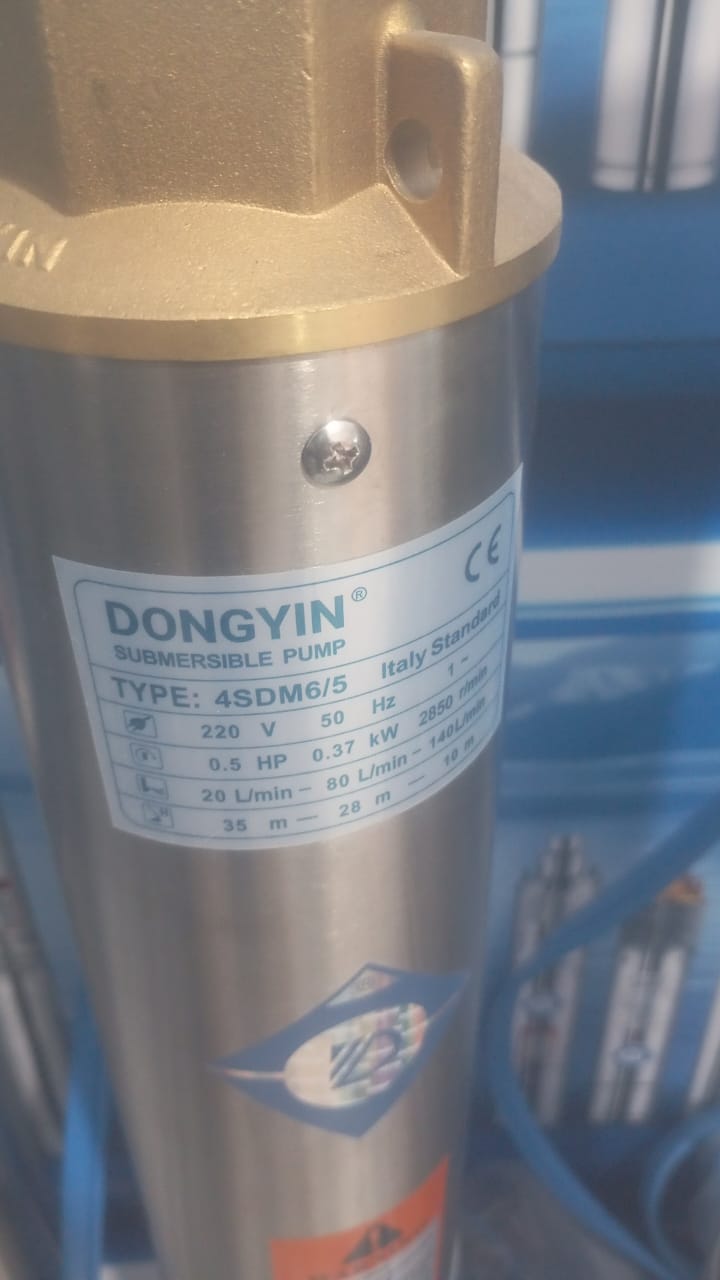 YIN
CE
DONGYIN®
SUBMERSIBLE PUMP
Italy Standard
TYPE: 4SDM6/5
220 V 50 Hz 1 ~
0.5 HP 0.37 kW 2850 r/min
20 L/min – 80 L/min – 140L/min
H 35 m — 28 m — 10 m